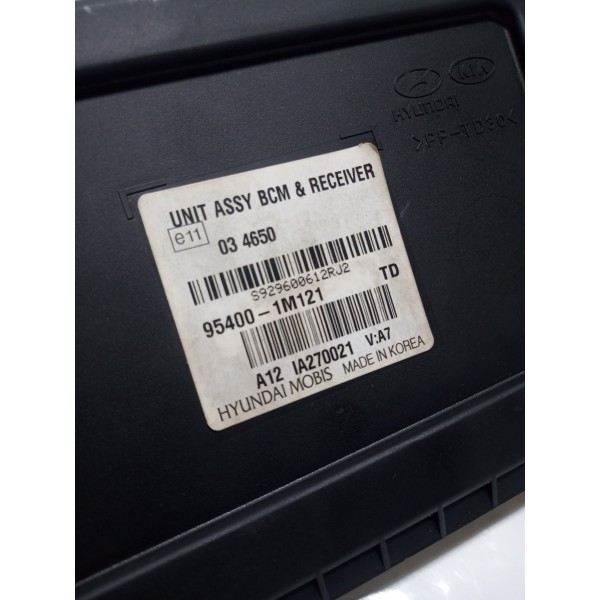 HYUNDAI
KIA
>PP-TD30<
UNIT ASSY BCM & RECEIVER
e11
03 4650
S929600612RJ2
95400-1M121 TD
A12 IA270021 V:A7
HYUNDAI MOBIS MADE IN KOREA